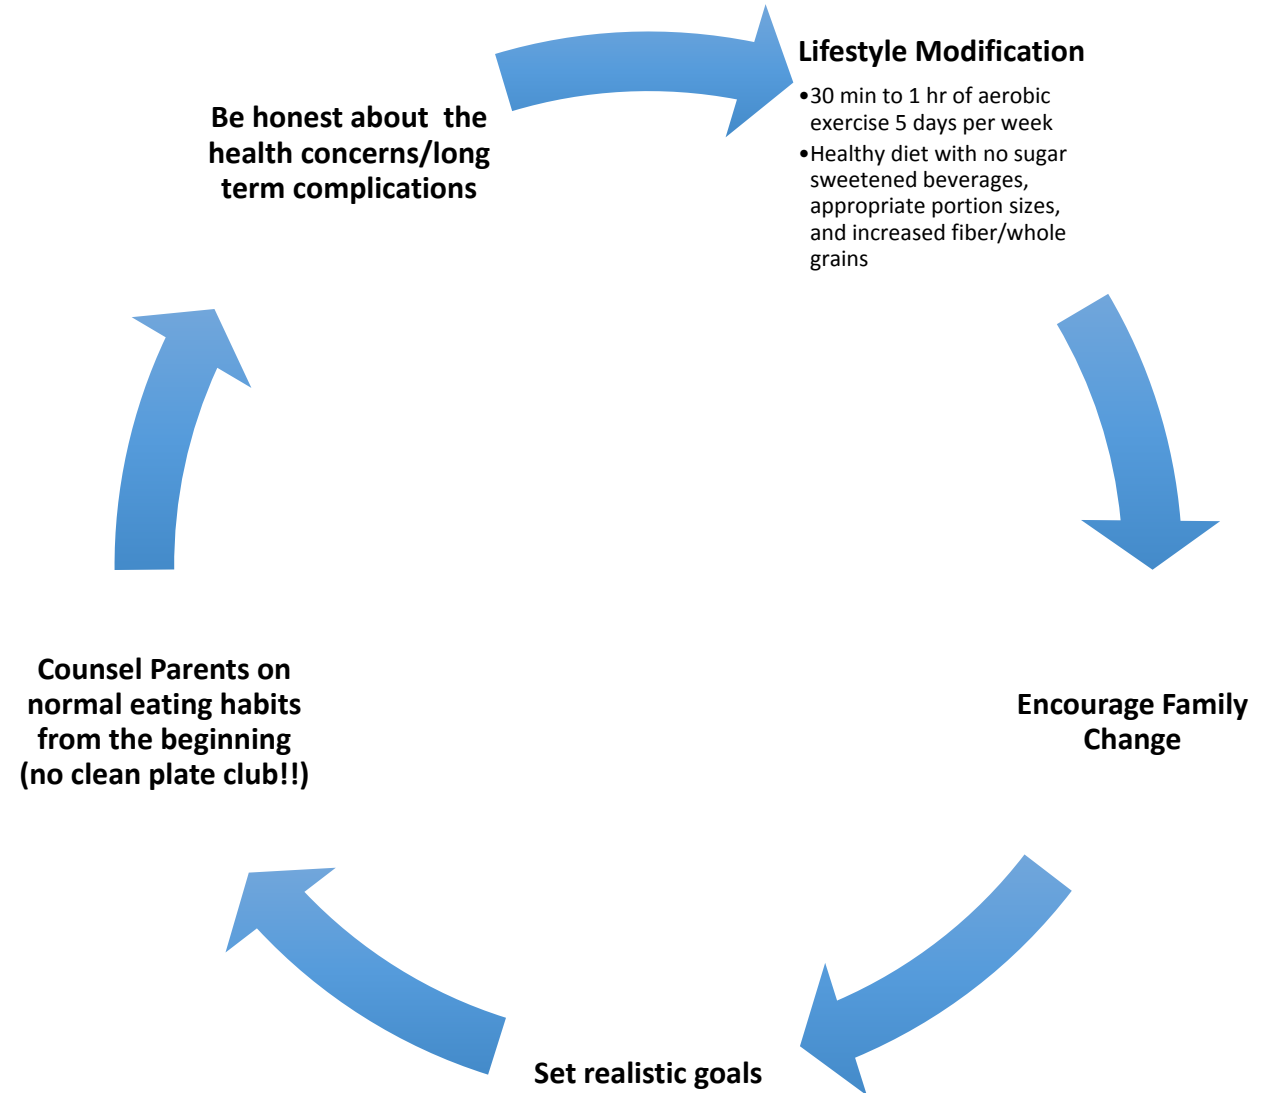 Lifestyle Modification
•30 min to 1 hr of aerobic
exercise 5 days per week
•Healthy diet with no sugar
sweetened beverages,
appropriate portion sizes,
and increased fiber/whole
grains
Encourage Family
Change
Set realistic goals
Counsel Parents on
normal eating habits
from the beginning
(no clean plate club!!)
Be honest about  the
health concerns/long
term complications